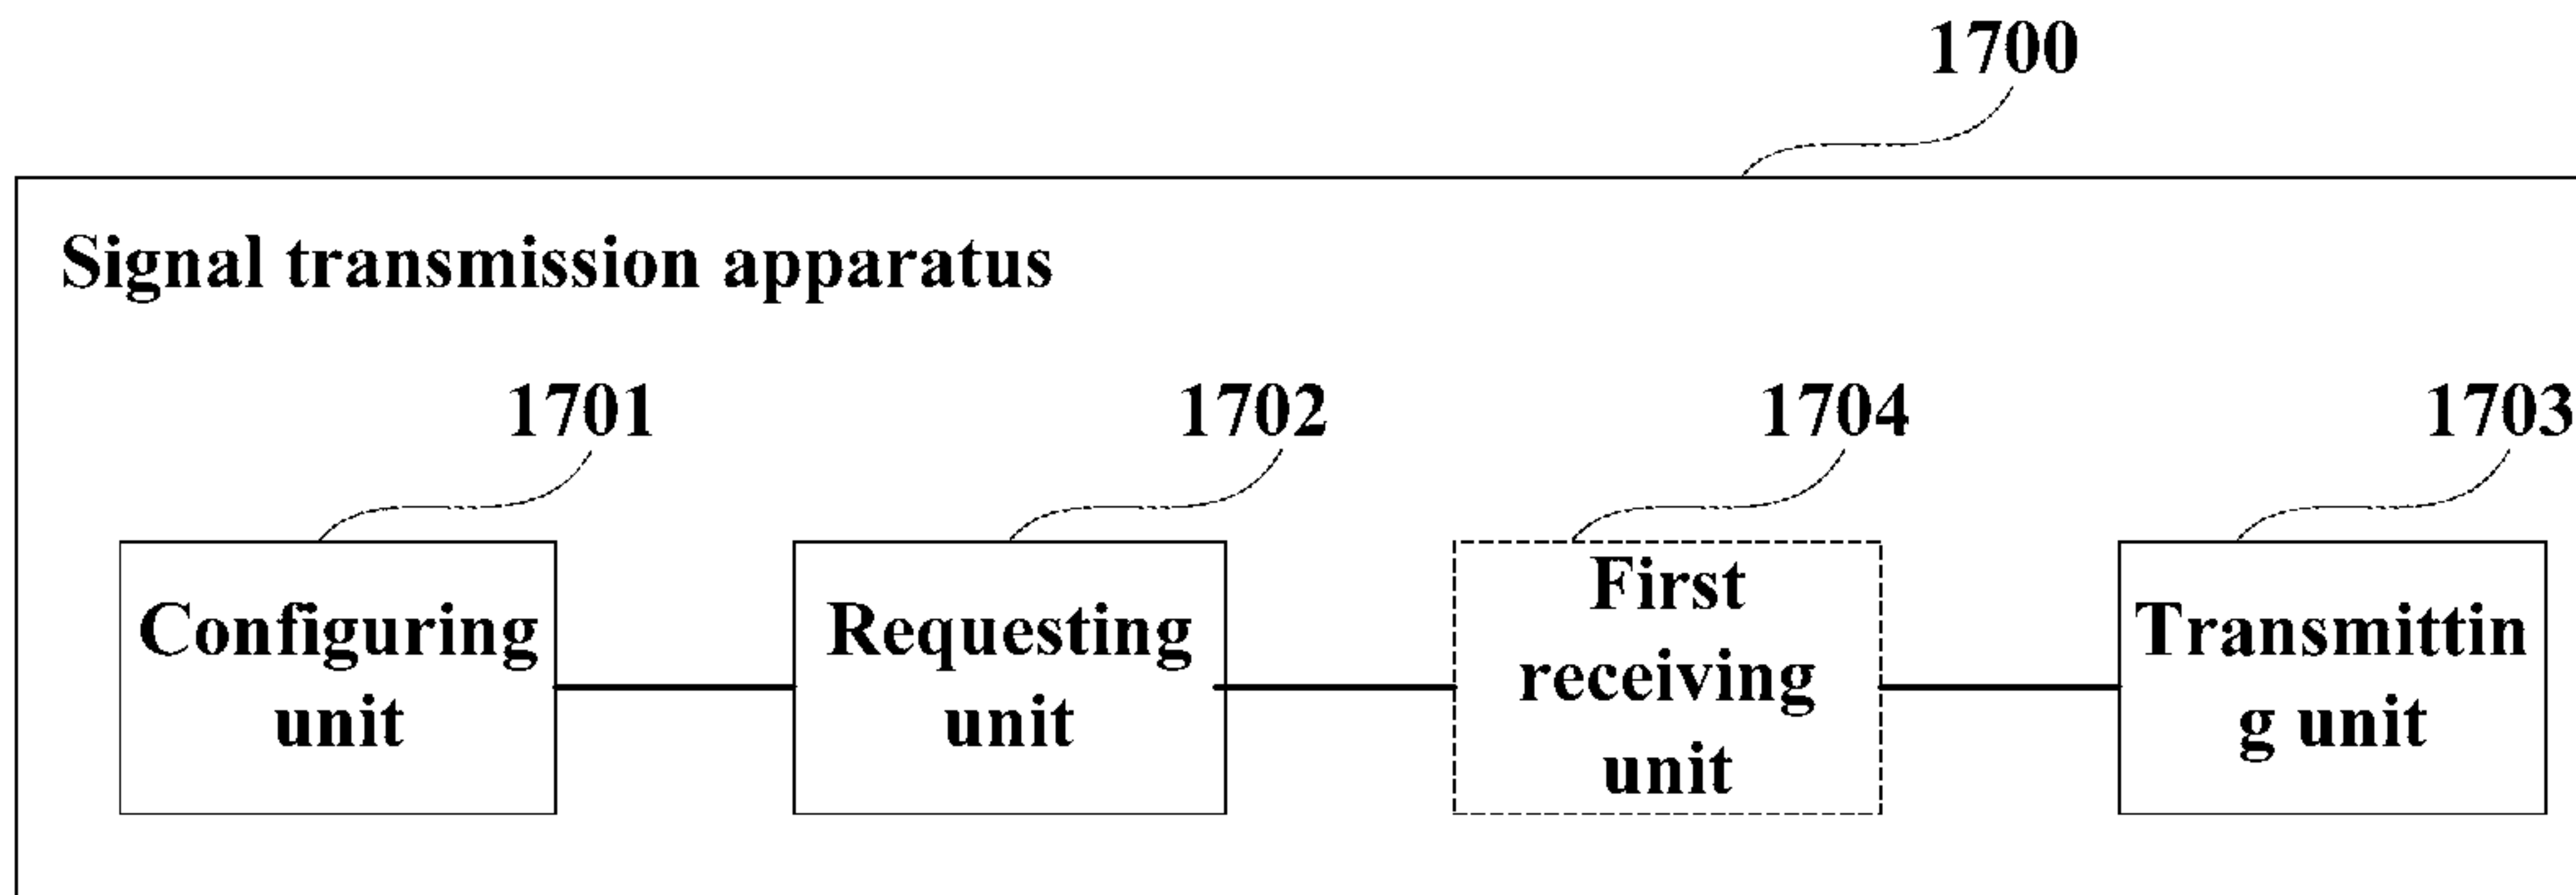 1700
Signal transmission apparatus
1701
1702
1704
1703
Configuring
unit
Requesting
unit
First
receiving
unit
Transmittin
g unit